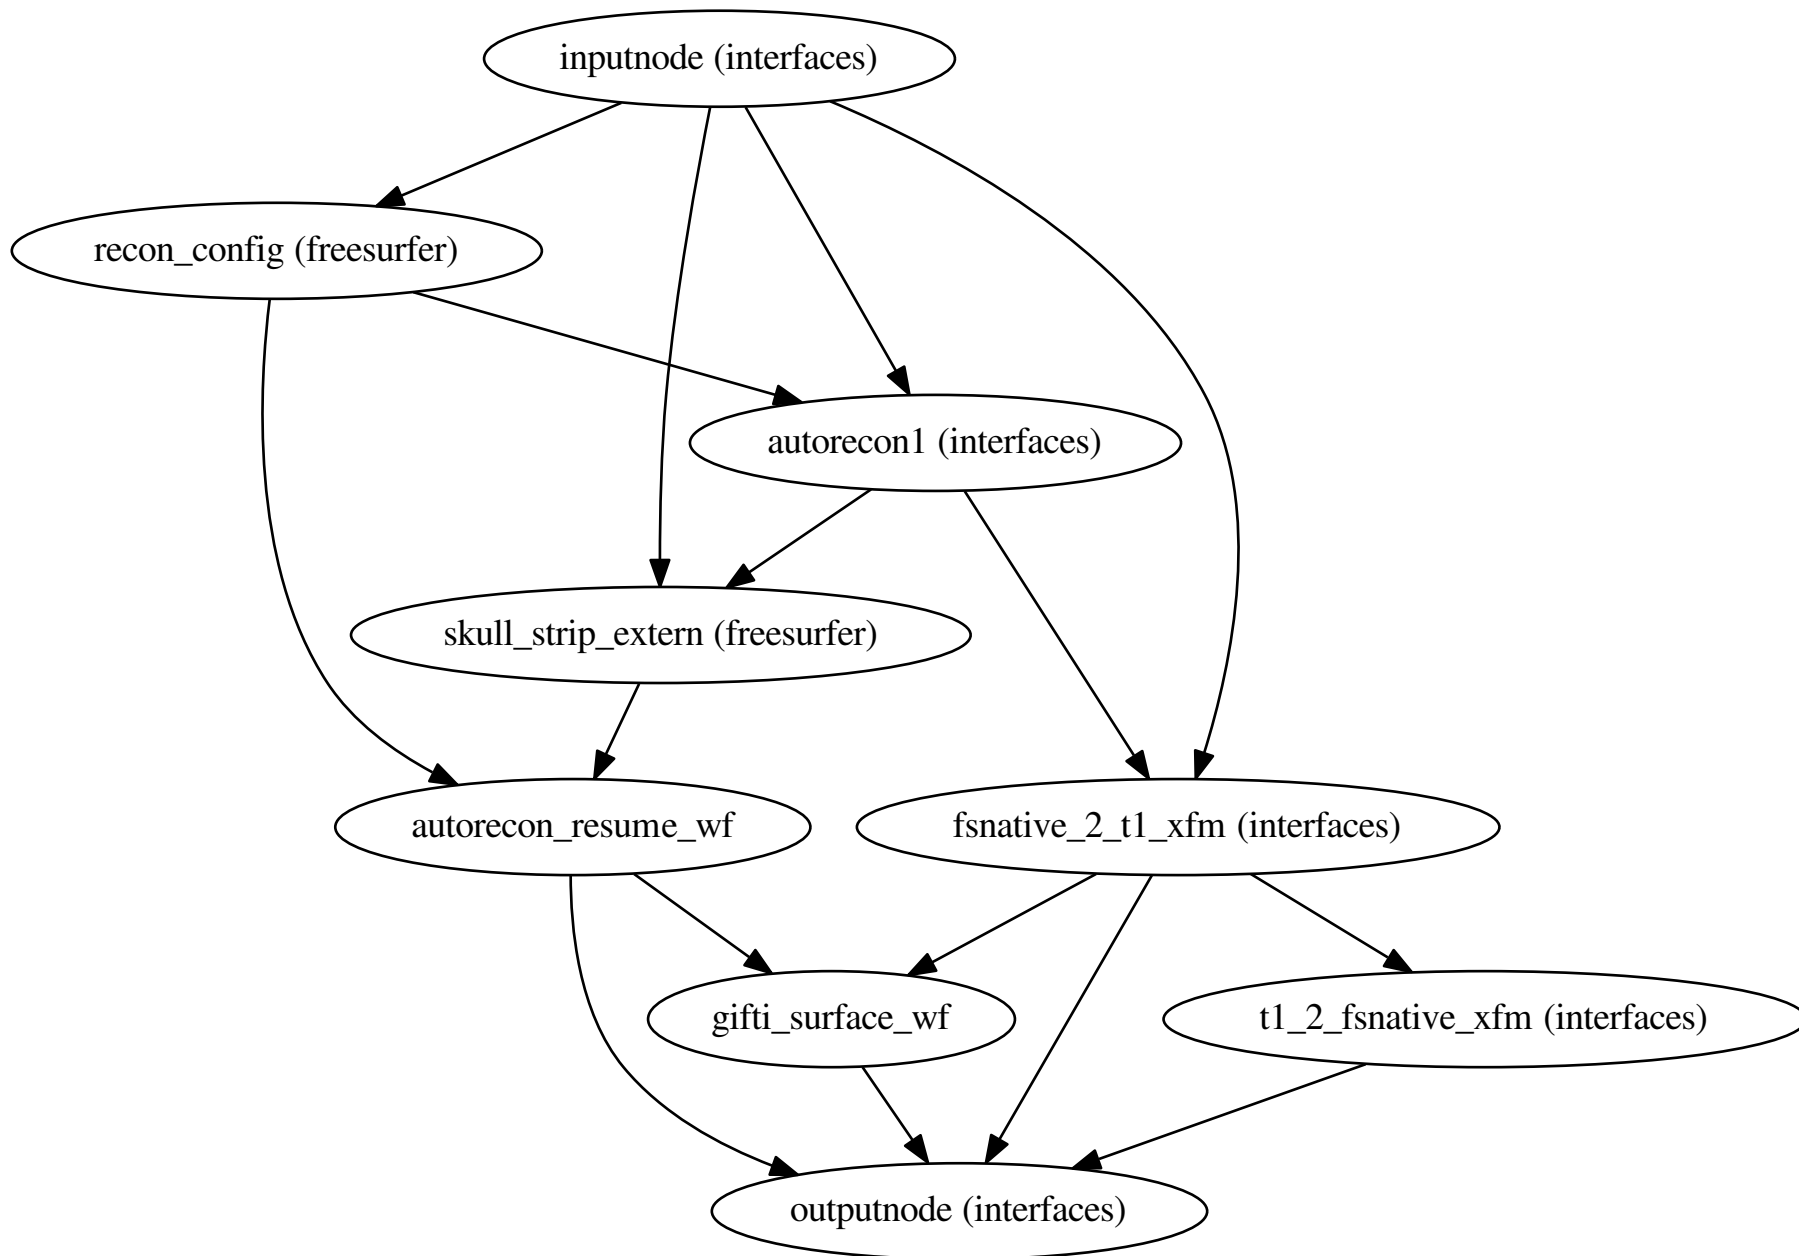 inputnode (interfaces)
recon_config (freesurfer)
autorecon1 (interfaces)
skull_strip_extern (freesurfer)
autorecon_resume_wf
fsnative_2_t1_xfm (interfaces)
gifti_surface_wf
t1_2_fsnative_xfm (interfaces)
outputnode (interfaces)